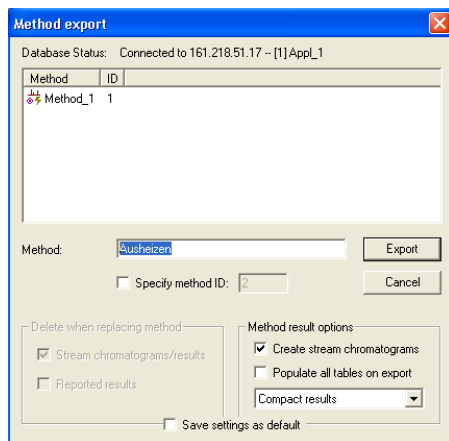 Method export
Database Status: Connected to 161.218.51.17 -- [1] Appl_1
Method ID
Method_1 1
Method: Ausheizen Export
Specify method ID: 2 Cancel
Delete when replacing method Method result options
Stream chromatograms/results Create stream chromatograms
Reported results Populate all tables on export
Compact results
Save settings as default